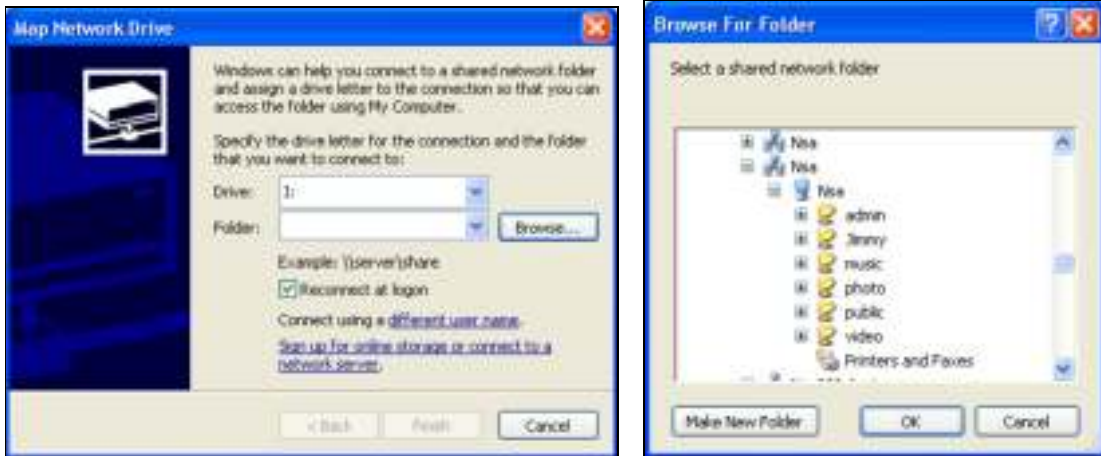 Map Network Drive
Windows can help you connect to a shared network folder
and assign a drive letter to the connection so that you can
access the folder using My Computer.
Specify the drive letter for the connection and the folder
that you want to connect to:
Drive: I:
Folder: Browse...
Example: \\server\share
Reconnect at logon
Connect using a different user name.
Sign up for online storage or connect to a
network server.
< Back Finish Cancel
Browse For Folder
Select a shared network folder
Nsa
Nsa
Nsa
admin
Jimmy
music
photo
public
video
Printers and Faxes
Make New Folder OK Cancel